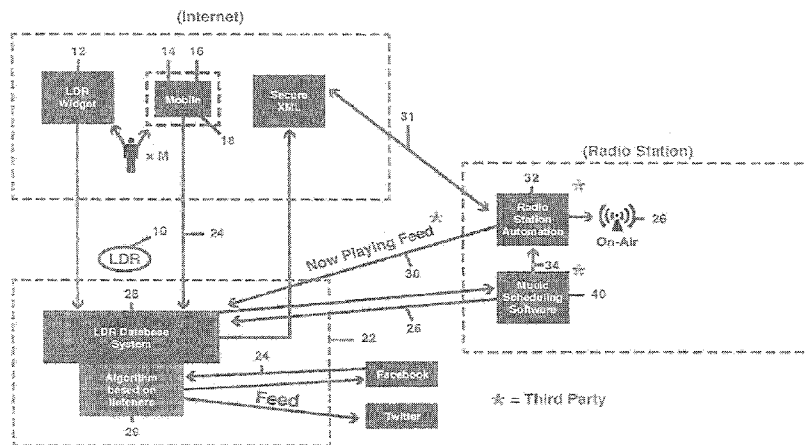 (Internet)
12
14
16
LDR
Widget
Mobile
Secure
XML
18
x M
31
(Radio Station)
32
*
Radio
Station
Automation
26
On-Air
10
LDR
24
Now Playing Feed *
30
34
*
Music
Scheduling
Software
40
28
LDR Database
System
26
22
24
Algorithm
based on
listeners
Facebook
Feed
Twitter
29
* = Third Party